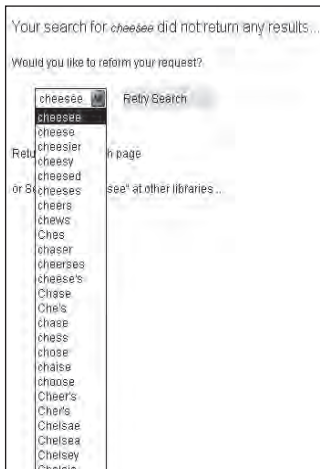 Your search for cheesee did not return any results...
Would you like to reform your request?
cheesee Retry Search
cheesee
cheese
cheesier
cheesy
Retu h page
cheesed
or Se see" at other libraries...
cheeses
cheers
chews
Ches
chaser
cheerses
cheese's
Chase
Che's
chase
chess
chose
chaise
choose
Cheer's
Cher's
Chelsae
Chelsea
Chelsey